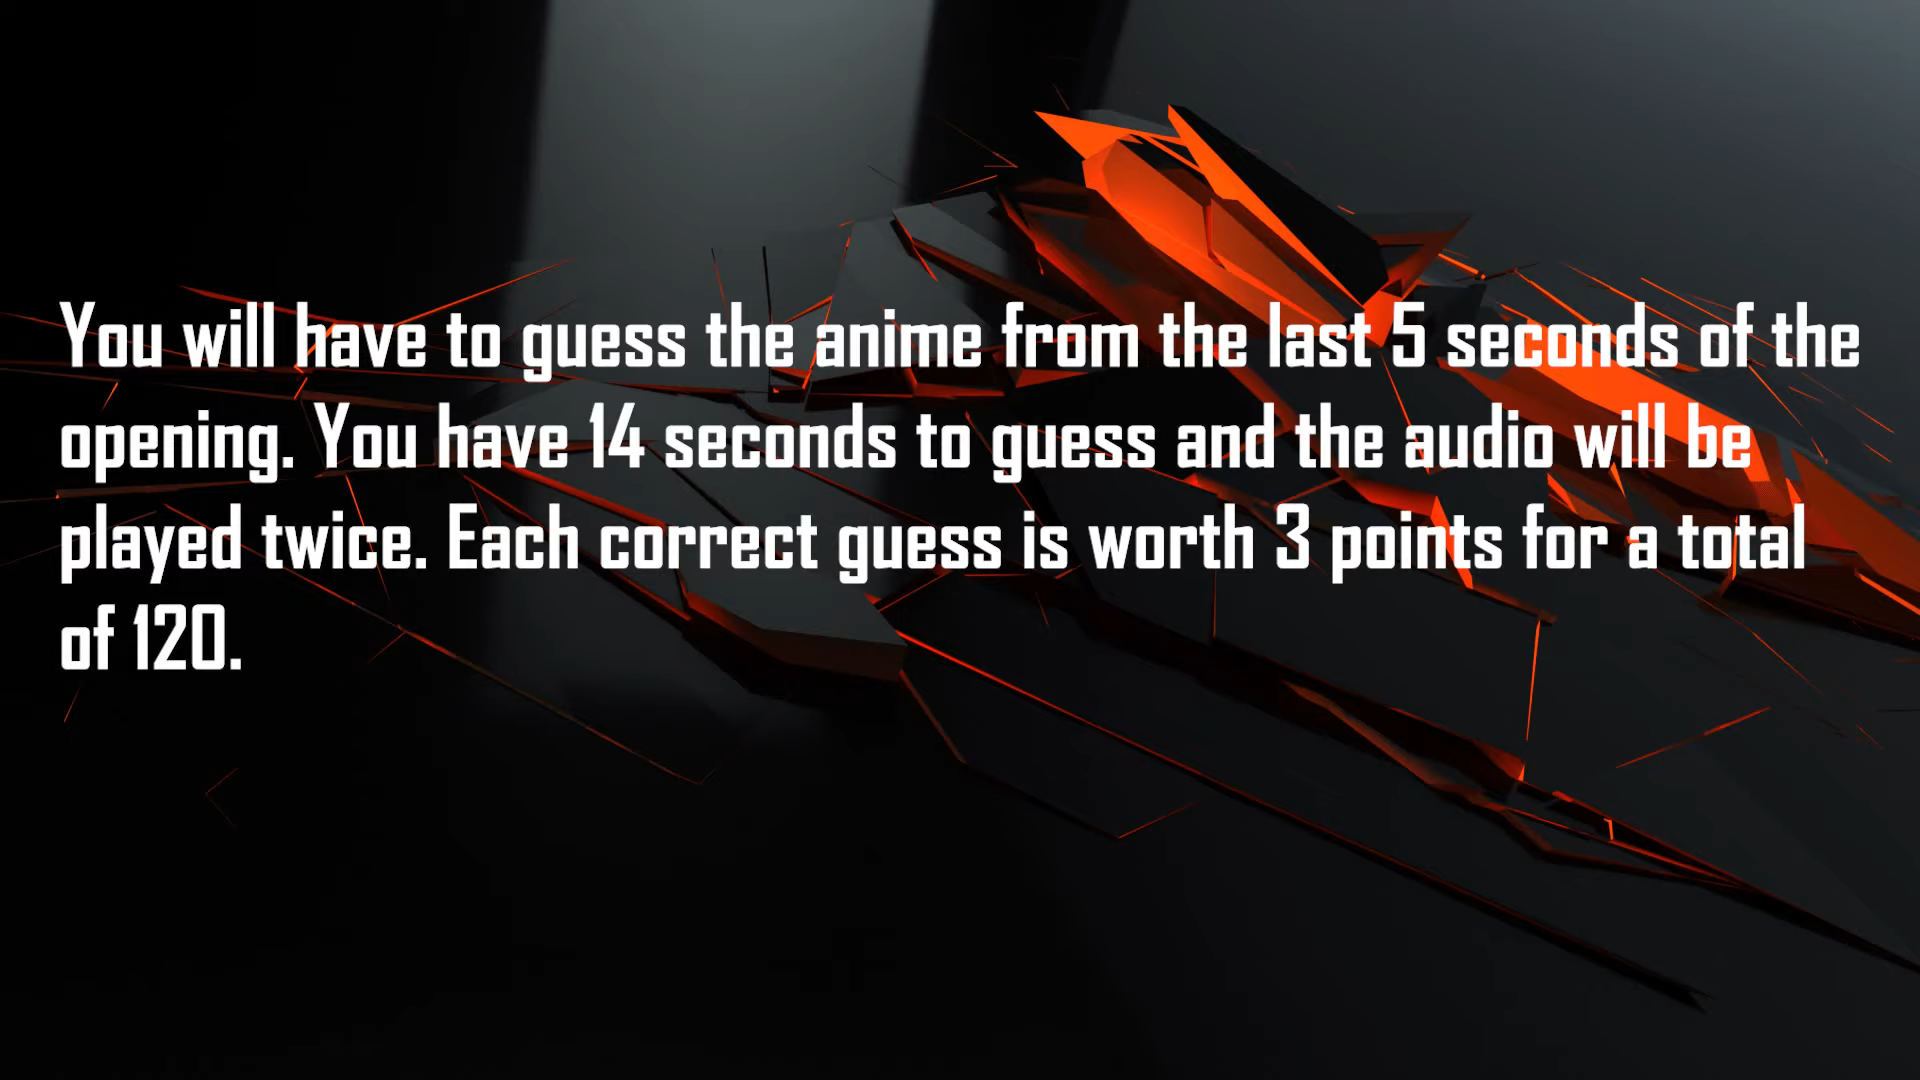 You will have to guess the anime from the last 5 seconds of the
opening. You have 14 seconds to guess and the audio will be
played twice. Each correct guess is worth 3 points for a total
of 120.